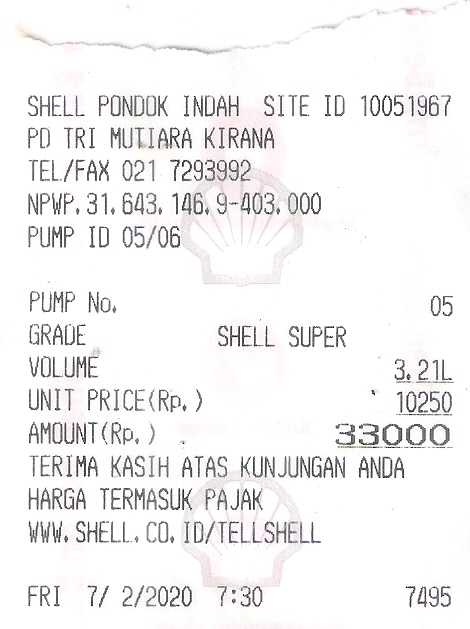 SHELL PONDOK INDAH SITE ID 10051967
PD TRI MUTIARA KIRANA
TEL/FAX 021 7293992
NPWP.31.643.146.9-403.000
PUMP ID 05/06
PUMP No. 05
GRADE SHELL SUPER
VOLUME 3.21L
UNIT PRICE(Rp.) 10250
AMOUNT(Rp.) 33000
TERIMA KASIH ATAS KUNJUNGAN ANDA
HARGA TERMASUK PAJAK
WWW.SHELL.CO.ID/TELLSHELL
FRI 7/ 2/2020 7:30 7495